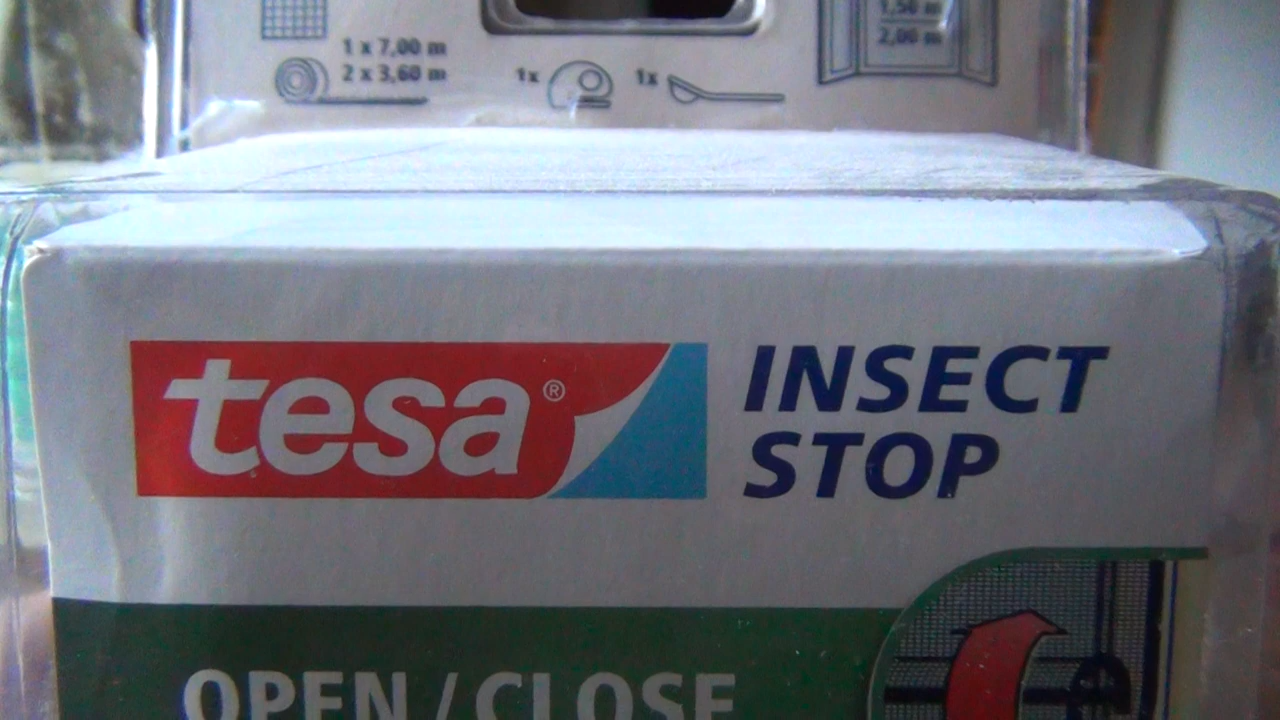 1,50 m
2,00 m
1 x 7,00 m
2 x 3,60 m
1x
1x
tesa®
INSECT
STOP
OPEN / CLOSE